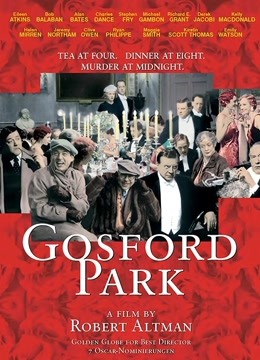 Eileen ATKINS Bob BALABAN Alan BATES Charles DANCE Stephen FRY Michael GAMBON Richard E. GRANT Derek JACOBI Kelly MACDONALD
Helen MIRREN Jeremy NORTHAM Clive OWEN Ryan PHILLIPPE Maggie SMITH Kristin SCOTT THOMAS Emily WATSON
TEA AT FOUR. DINNER AT EIGHT.
MURDER AT MIDNIGHT.
GOSFORD
PARK
A FILM BY
ROBERT ALTMAN
GOLDEN GLOBE FOR BEST DIRECTOR
7 OSCAR-NOMINIERUNGEN